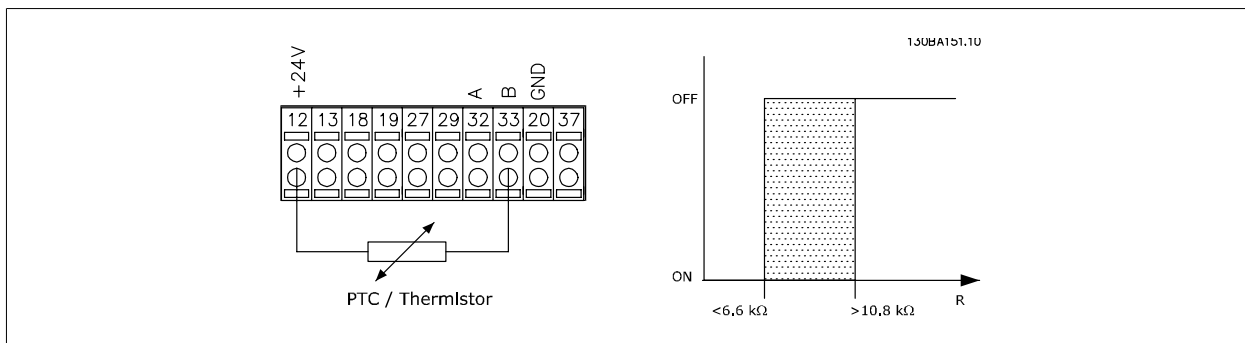 130BA151.10
+24V
A
B
GND
12 13 18 19 27 29 32 33 20 37
PTC / Thermistor
OFF
ON
<6,6 kΩ
>10,8 kΩ
R